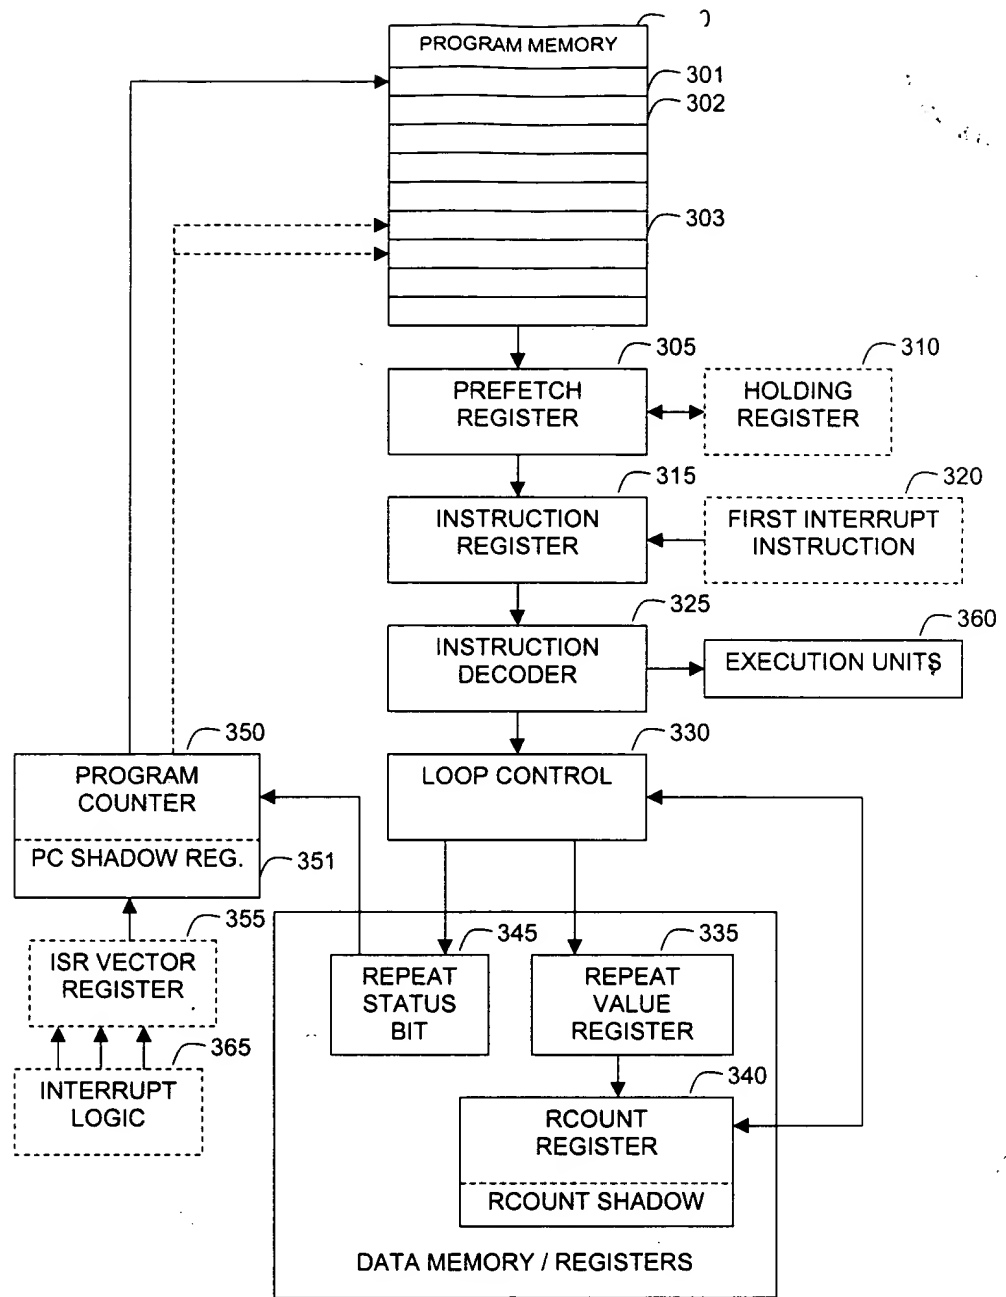 PROGRAM MEMORY
301
302
303
305
PREFETCH
REGISTER
310
HOLDING
REGISTER
315
INSTRUCTION
REGISTER
320
FIRST INTERRUPT
INSTRUCTION
325
INSTRUCTION
DECODER
360
EXECUTION UNITS
350
PROGRAM
COUNTER
PC SHADOW REG.
351
330
LOOP CONTROL
355
ISR VECTOR
REGISTER
365
INTERRUPT
LOGIC
345
REPEAT
STATUS
BIT
335
REPEAT
VALUE
REGISTER
340
RCOUNT
REGISTER
RCOUNT SHADOW
DATA MEMORY / REGISTERS